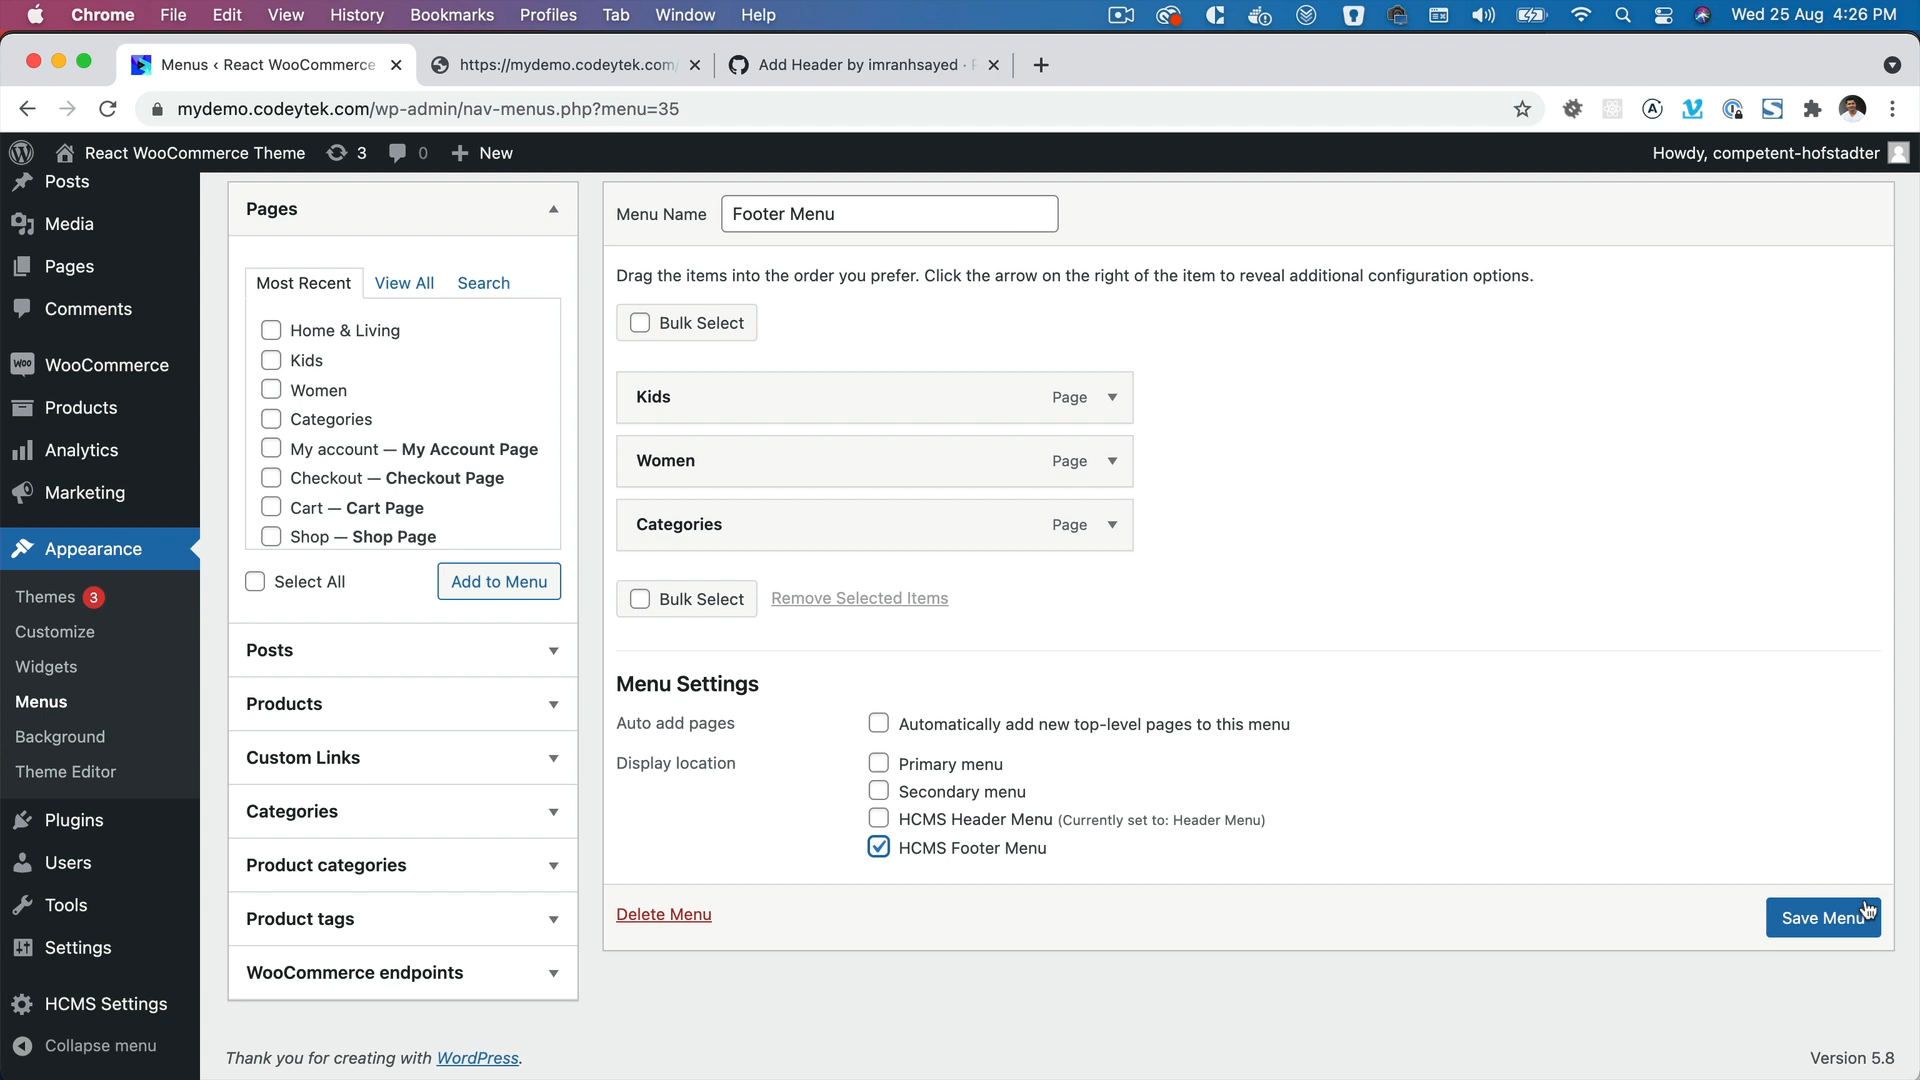 Chrome File Edit View History Bookmarks Profiles Tab Window Help Wed 25 Aug 4:26 PM
Menus ‹ React WooCommerce https://mydemo.codeytek.com Add Header by imranhsayed ·
mydemo.codeytek.com/wp-admin/nav-menus.php?menu=35
React WooCommerce Theme 3 0 New Howdy, competent-hofstadter
Posts
Media
Pages
Comments
WooCommerce
Products
Analytics
Marketing
Appearance
Themes 3
Customize
Widgets
Menus
Background
Theme Editor
Plugins
Users
Tools
Settings
HCMS Settings
Collapse menu
Pages
Most Recent View All Search
Home & Living
Kids
Women
Categories
My account — My Account Page
Checkout — Checkout Page
Cart — Cart Page
Shop — Shop Page
Select All Add to Menu
Posts
Products
Custom Links
Categories
Product categories
Product tags
WooCommerce endpoints
Menu Name Footer Menu
Drag the items into the order you prefer. Click the arrow on the right of the item to reveal additional configuration options.
Bulk Select
Kids Page
Women Page
Categories Page
Bulk Select Remove Selected Items
Menu Settings
Auto add pages Automatically add new top-level pages to this menu
Display location Primary menu
Secondary menu
HCMS Header Menu (Currently set to: Header Menu)
HCMS Footer Menu
Delete Menu Save Menu
Thank you for creating with WordPress. Version 5.8